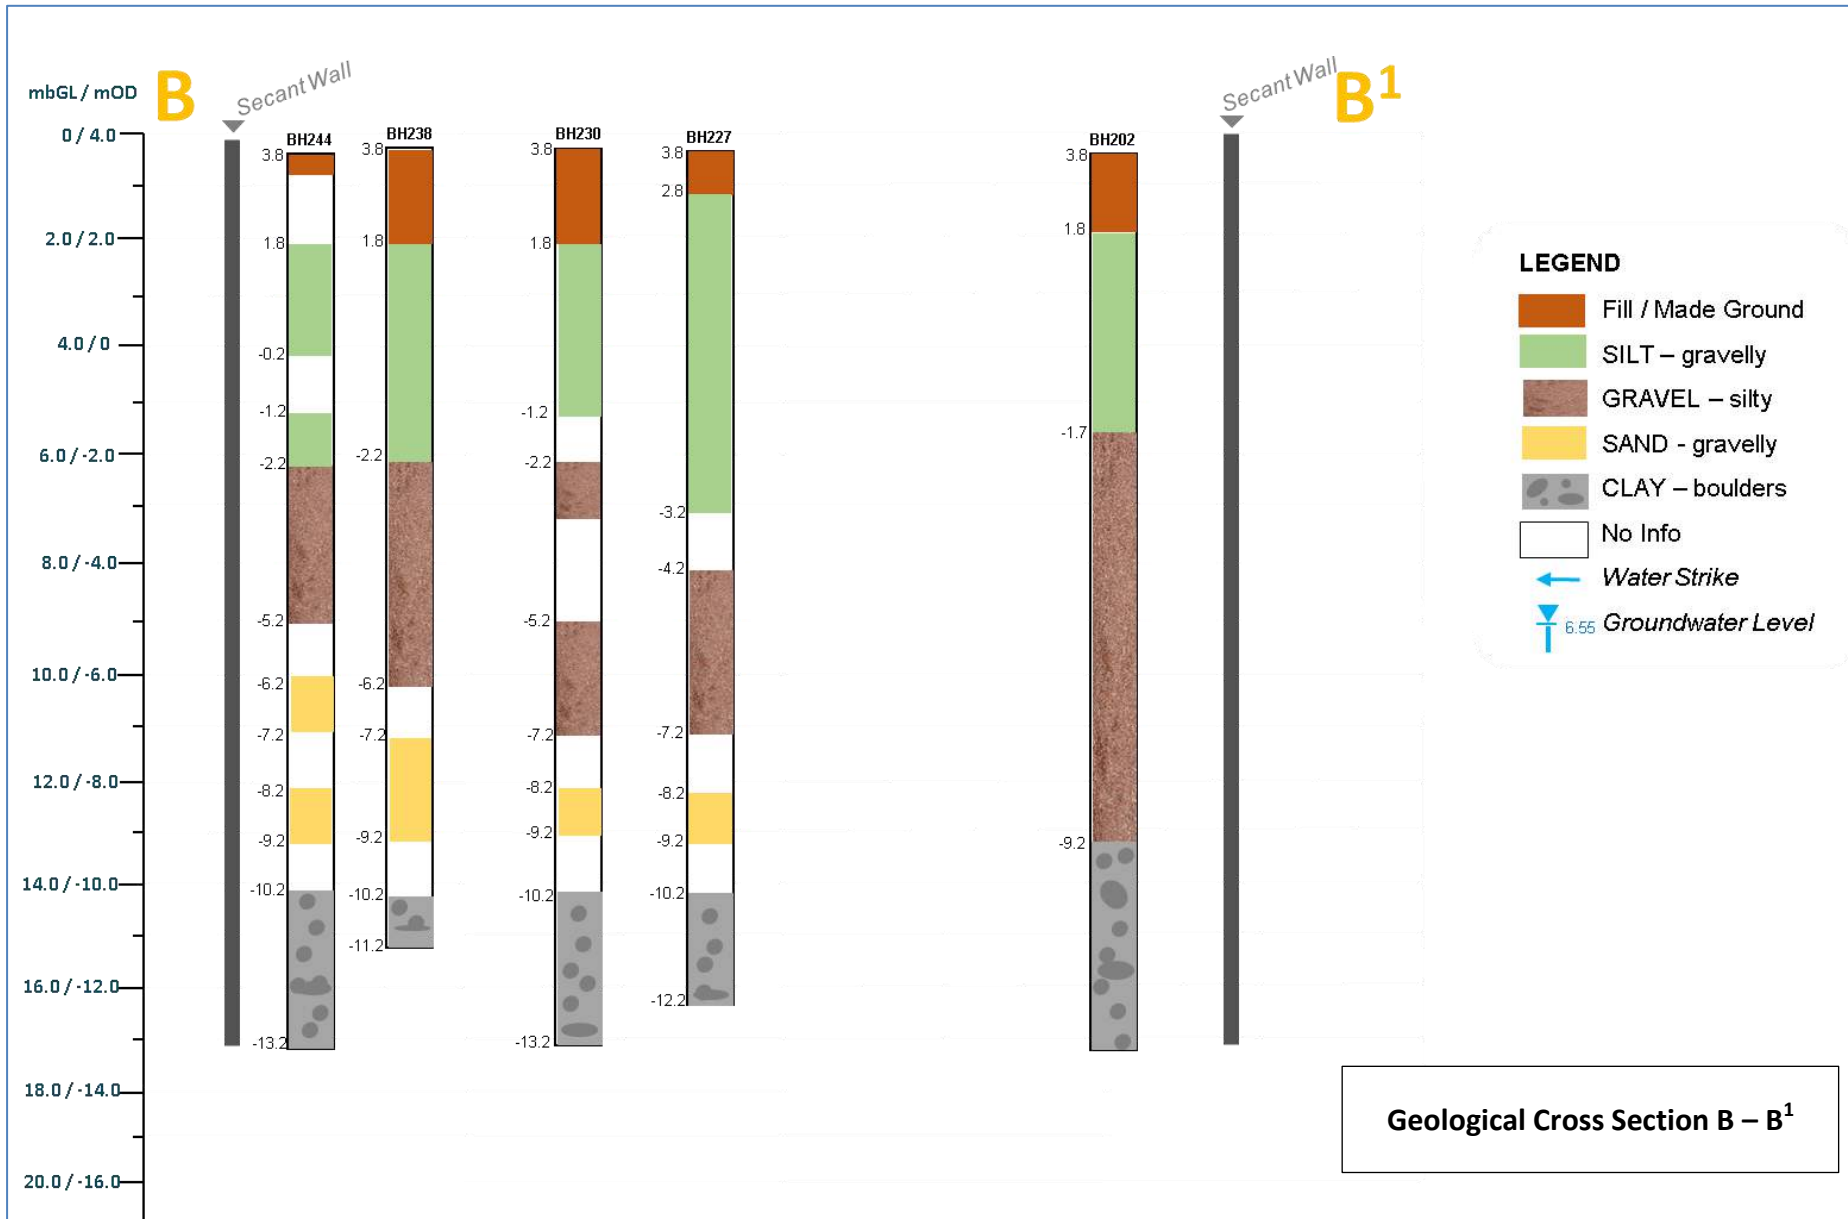 mbGL / mOD
B
Secant Wall
Secant Wall
B¹
0 / 4.0
2.0 / 2.0
4.0 / 0
6.0 / -2.0
8.0 / -4.0
10.0 / -6.0
12.0 / -8.0
14.0 / -10.0
16.0 / -12.0
18.0 / -14.0
20.0 / -16.0
BH244
3.8
1.8
-0.2
-1.2
-2.2
-5.2
-6.2
-7.2
-8.2
-9.2
-10.2
-13.2
BH238
3.8
1.8
-2.2
-6.2
-7.2
-9.2
-10.2
-11.2
BH230
3.8
1.8
-1.2
-2.2
-5.2
-7.2
-8.2
-9.2
-10.2
-13.2
BH227
3.8
2.8
-3.2
-4.2
-7.2
-8.2
-9.2
-10.2
-12.2
BH202
3.8
1.8
-1.7
-9.2
LEGEND
Fill / Made Ground
SILT – gravelly
GRAVEL – silty
SAND - gravelly
CLAY – boulders
No Info
Water Strike
6.55 Groundwater Level
Geological Cross Section B – B¹